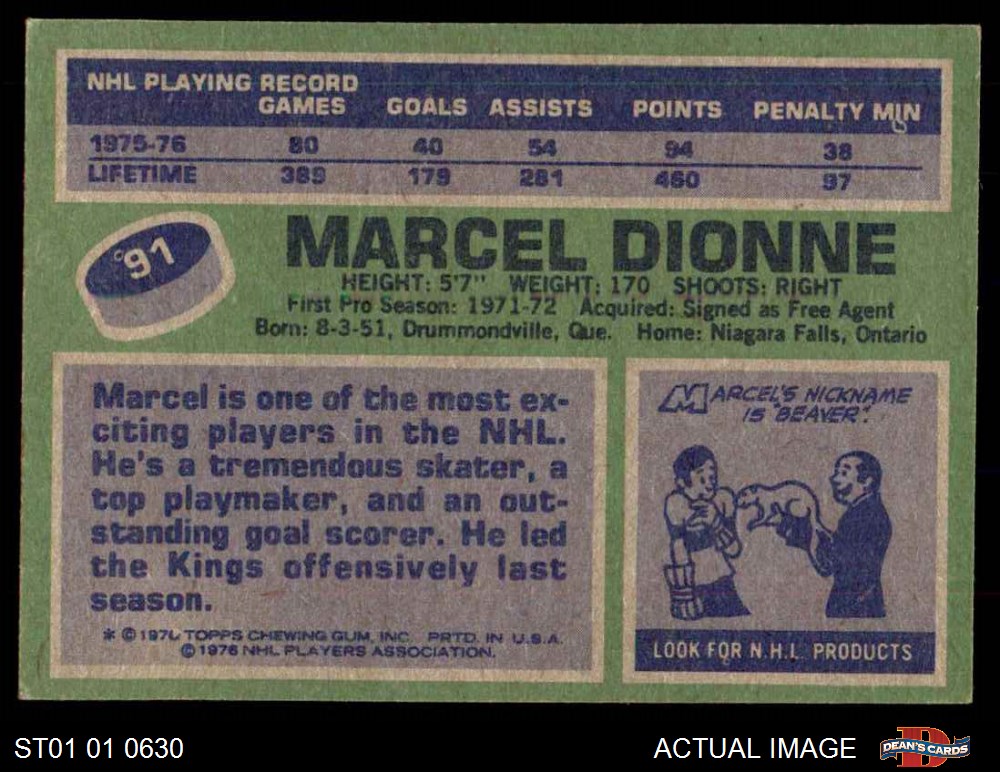 NHL PLAYING RECORD
GAMES GOALS ASSISTS POINTS PENALTY MIN
1975-76 80 40 54 94 38
LIFETIME 389 179 281 460 97
91
MARCEL DIONNE
HEIGHT: 5'7" WEIGHT: 170 SHOOTS: RIGHT
First Pro Season: 1971-72 Acquired: Signed as Free Agent
Born: 8-3-51, Drummondville, Que. Home: Niagara Falls, Ontario
Marcel is one of the most ex-
citing players in the NHL.
He's a tremendous skater, a
top playmaker, and an out-
standing goal scorer. He led
the Kings offensively last
season.
* © 1976 TOPPS CHEWING GUM, INC. PRTD. IN U.S.A.
© 1976 NHL PLAYERS ASSOCIATION.
MARCEL'S NICKNAME
IS "BEAVER".
LOOK FOR N.H.L. PRODUCTS
ST01 01 0630
ACTUAL IMAGE
DEAN'S CARDS